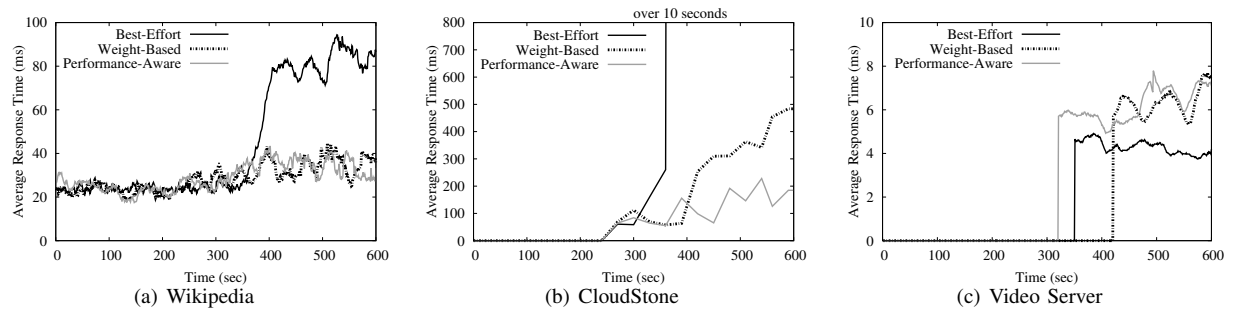 Average Response Time (ms)
100
80
60
40
20
0
Best-Effort
Weight-Based
Performance-Aware
0 100 200 300 400 500 600
Time (sec)
(a) Wikipedia
over 10 seconds
Average Response Time (ms)
800
700
600
500
400
300
200
100
0
Best-Effort
Weight-Based
Performance-Aware
0 100 200 300 400 500 600
Time (sec)
(b) CloudStone
Average Response Time (ms)
10
8
6
4
2
0
Best-Effort
Weight-Based
Performance-Aware
0 100 200 300 400 500 600
Time (sec)
(c) Video Server